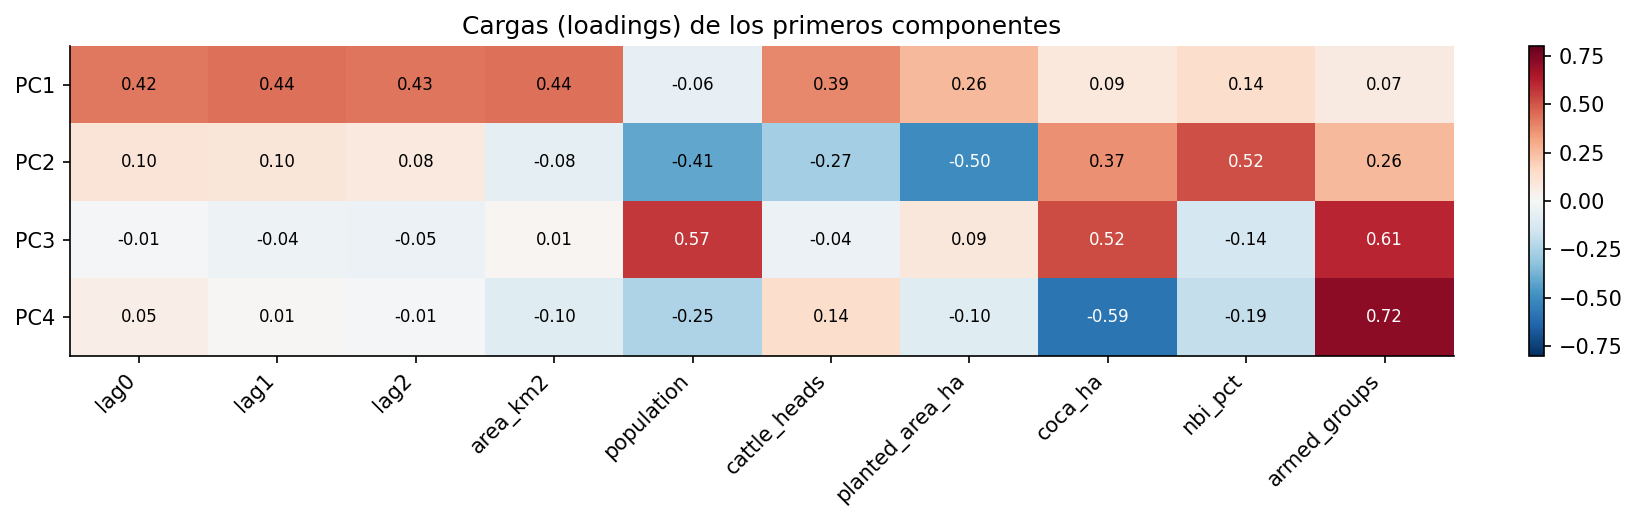 Cargas (loadings) de los primeros componentes
PC1 0.42 0.44 0.43 0.44 -0.06 0.39 0.26 0.09 0.14 0.07
PC2 0.10 0.10 0.08 -0.08 -0.41 -0.27 -0.50 0.37 0.52 0.26
PC3 -0.01 -0.04 -0.05 0.01 0.57 -0.04 0.09 0.52 -0.14 0.61
PC4 0.05 0.01 -0.01 -0.10 -0.25 0.14 -0.10 -0.59 -0.19 0.72
lag0 lag1 lag2 area_km2 population cattle_heads planted_area_ha coca_ha nbi_pct armed_groups
0.75
0.50
0.25
0.00
−0.25
−0.50
−0.75